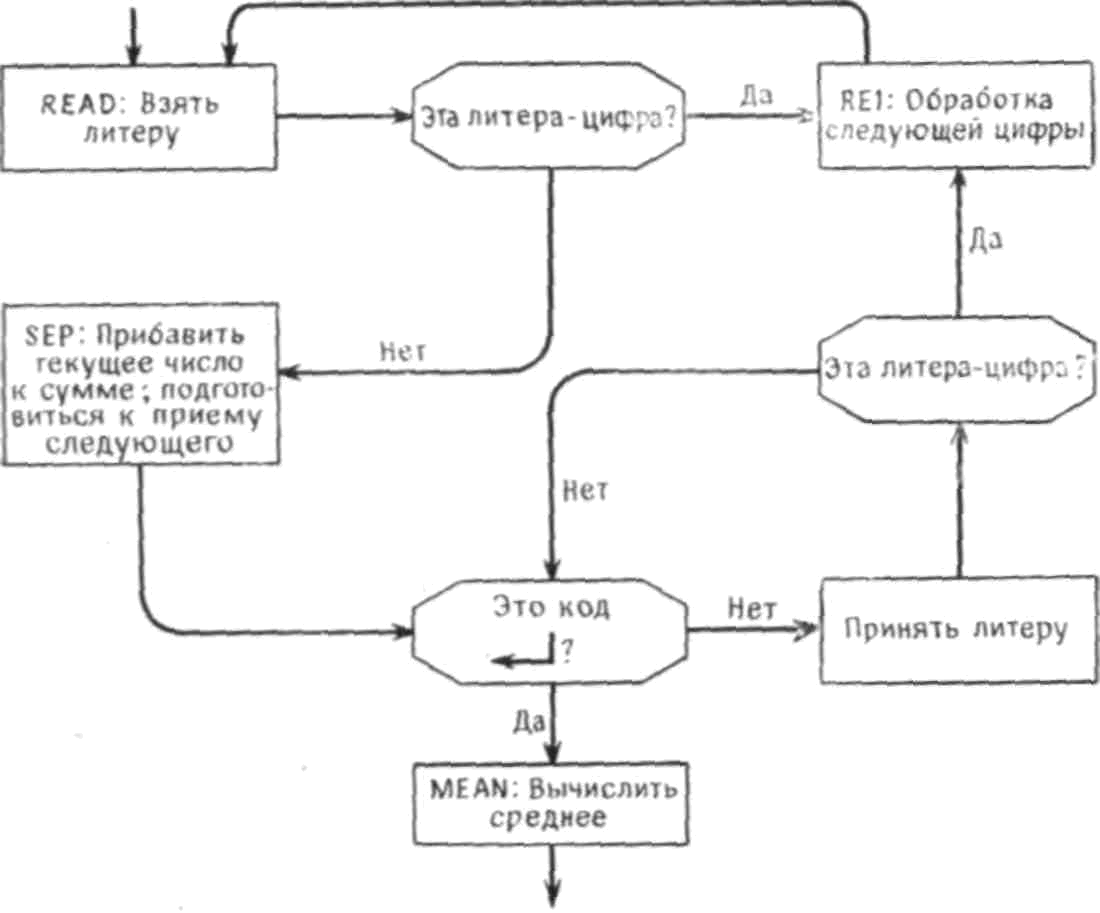 READ: Взять
литеру
Эта литера-цифра?
Да
RE1: Обработка
следующей цифры
Да
SEP: Прибавить
текущее число
к сумме; подгото-
виться к приему
следующего
Нет
Эта литера-цифра?
Нет
Это код
?
Нет
Принять литеру
Да
MEAN: Вычислить
среднее